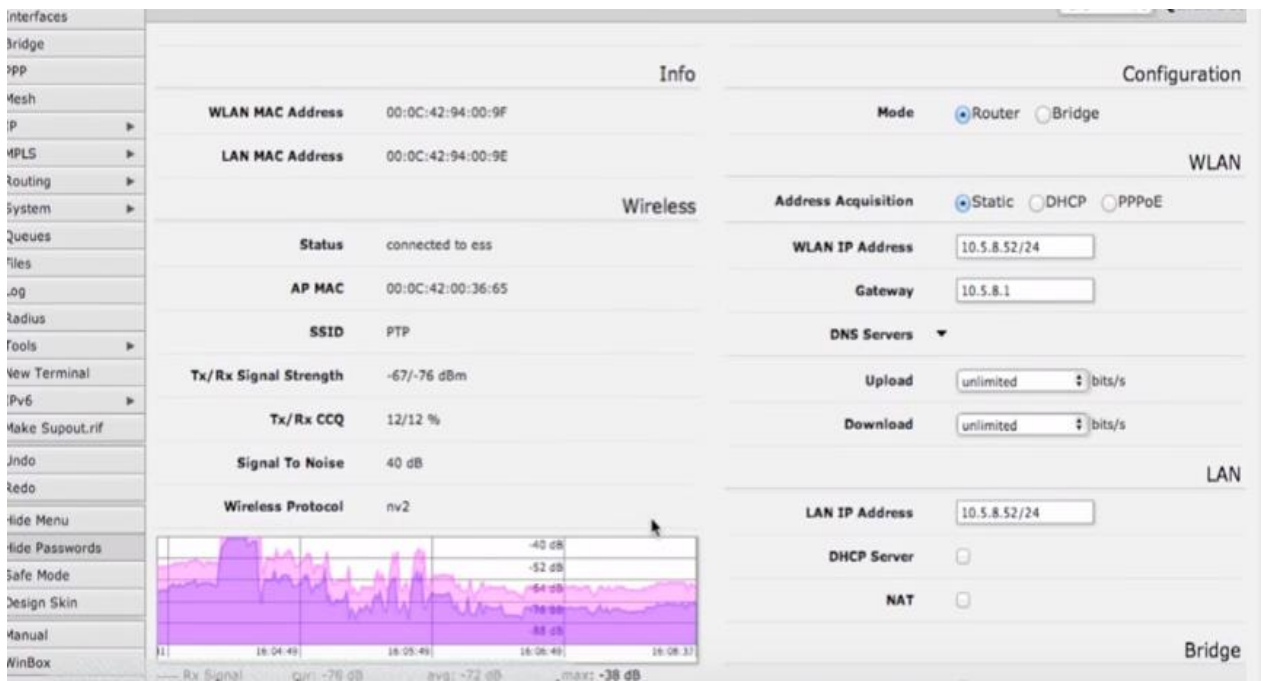 Info
WLAN MAC Address 00:0C:42:94:00:9F
LAN MAC Address 00:0C:42:94:00:9E
Wireless
Status connected to ess
AP MAC 00:0C:42:00:36:65
SSID PTP
Tx/Rx Signal Strength -67/-76 dBm
Tx/Rx CCQ 12/12 %
Signal To Noise 40 dB
Wireless Protocol nv2
-40 dB
-52 dB
-64 dB
-76 dB
-88 dB
16:04:49 16:05:49 16:06:49 16:08:37
Rx Signal curr: -76 dB avg: -72 dB max: -38 dB
Configuration
Mode Router Bridge
WLAN
Address Acquisition Static DHCP PPPoE
WLAN IP Address 10.5.8.52/24
Gateway 10.5.8.1
DNS Servers
Upload unlimited bits/s
Download unlimited bits/s
LAN
LAN IP Address 10.5.8.52/24
DHCP Server
NAT
Bridge
Interfaces
Bridge
PPP
Mesh
IP
MPLS
Routing
System
Queues
Files
Log
Radius
Tools
New Terminal
IPv6
Make Supout.rif
Undo
Redo
Hide Menu
Hide Passwords
Safe Mode
Design Skin
Manual
WinBox